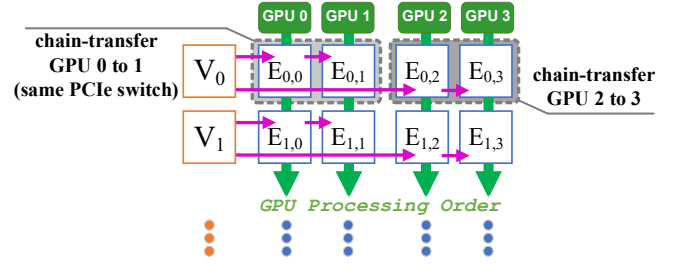 GPU 0 GPU 1 GPU 2 GPU 3
chain-transfer
GPU 0 to 1
(same PCIe switch)
V0 E0,0 E0,1 E0,2 E0,3
chain-transfer
GPU 2 to 3
V1 E1,0 E1,1 E1,2 E1,3
GPU Processing Order